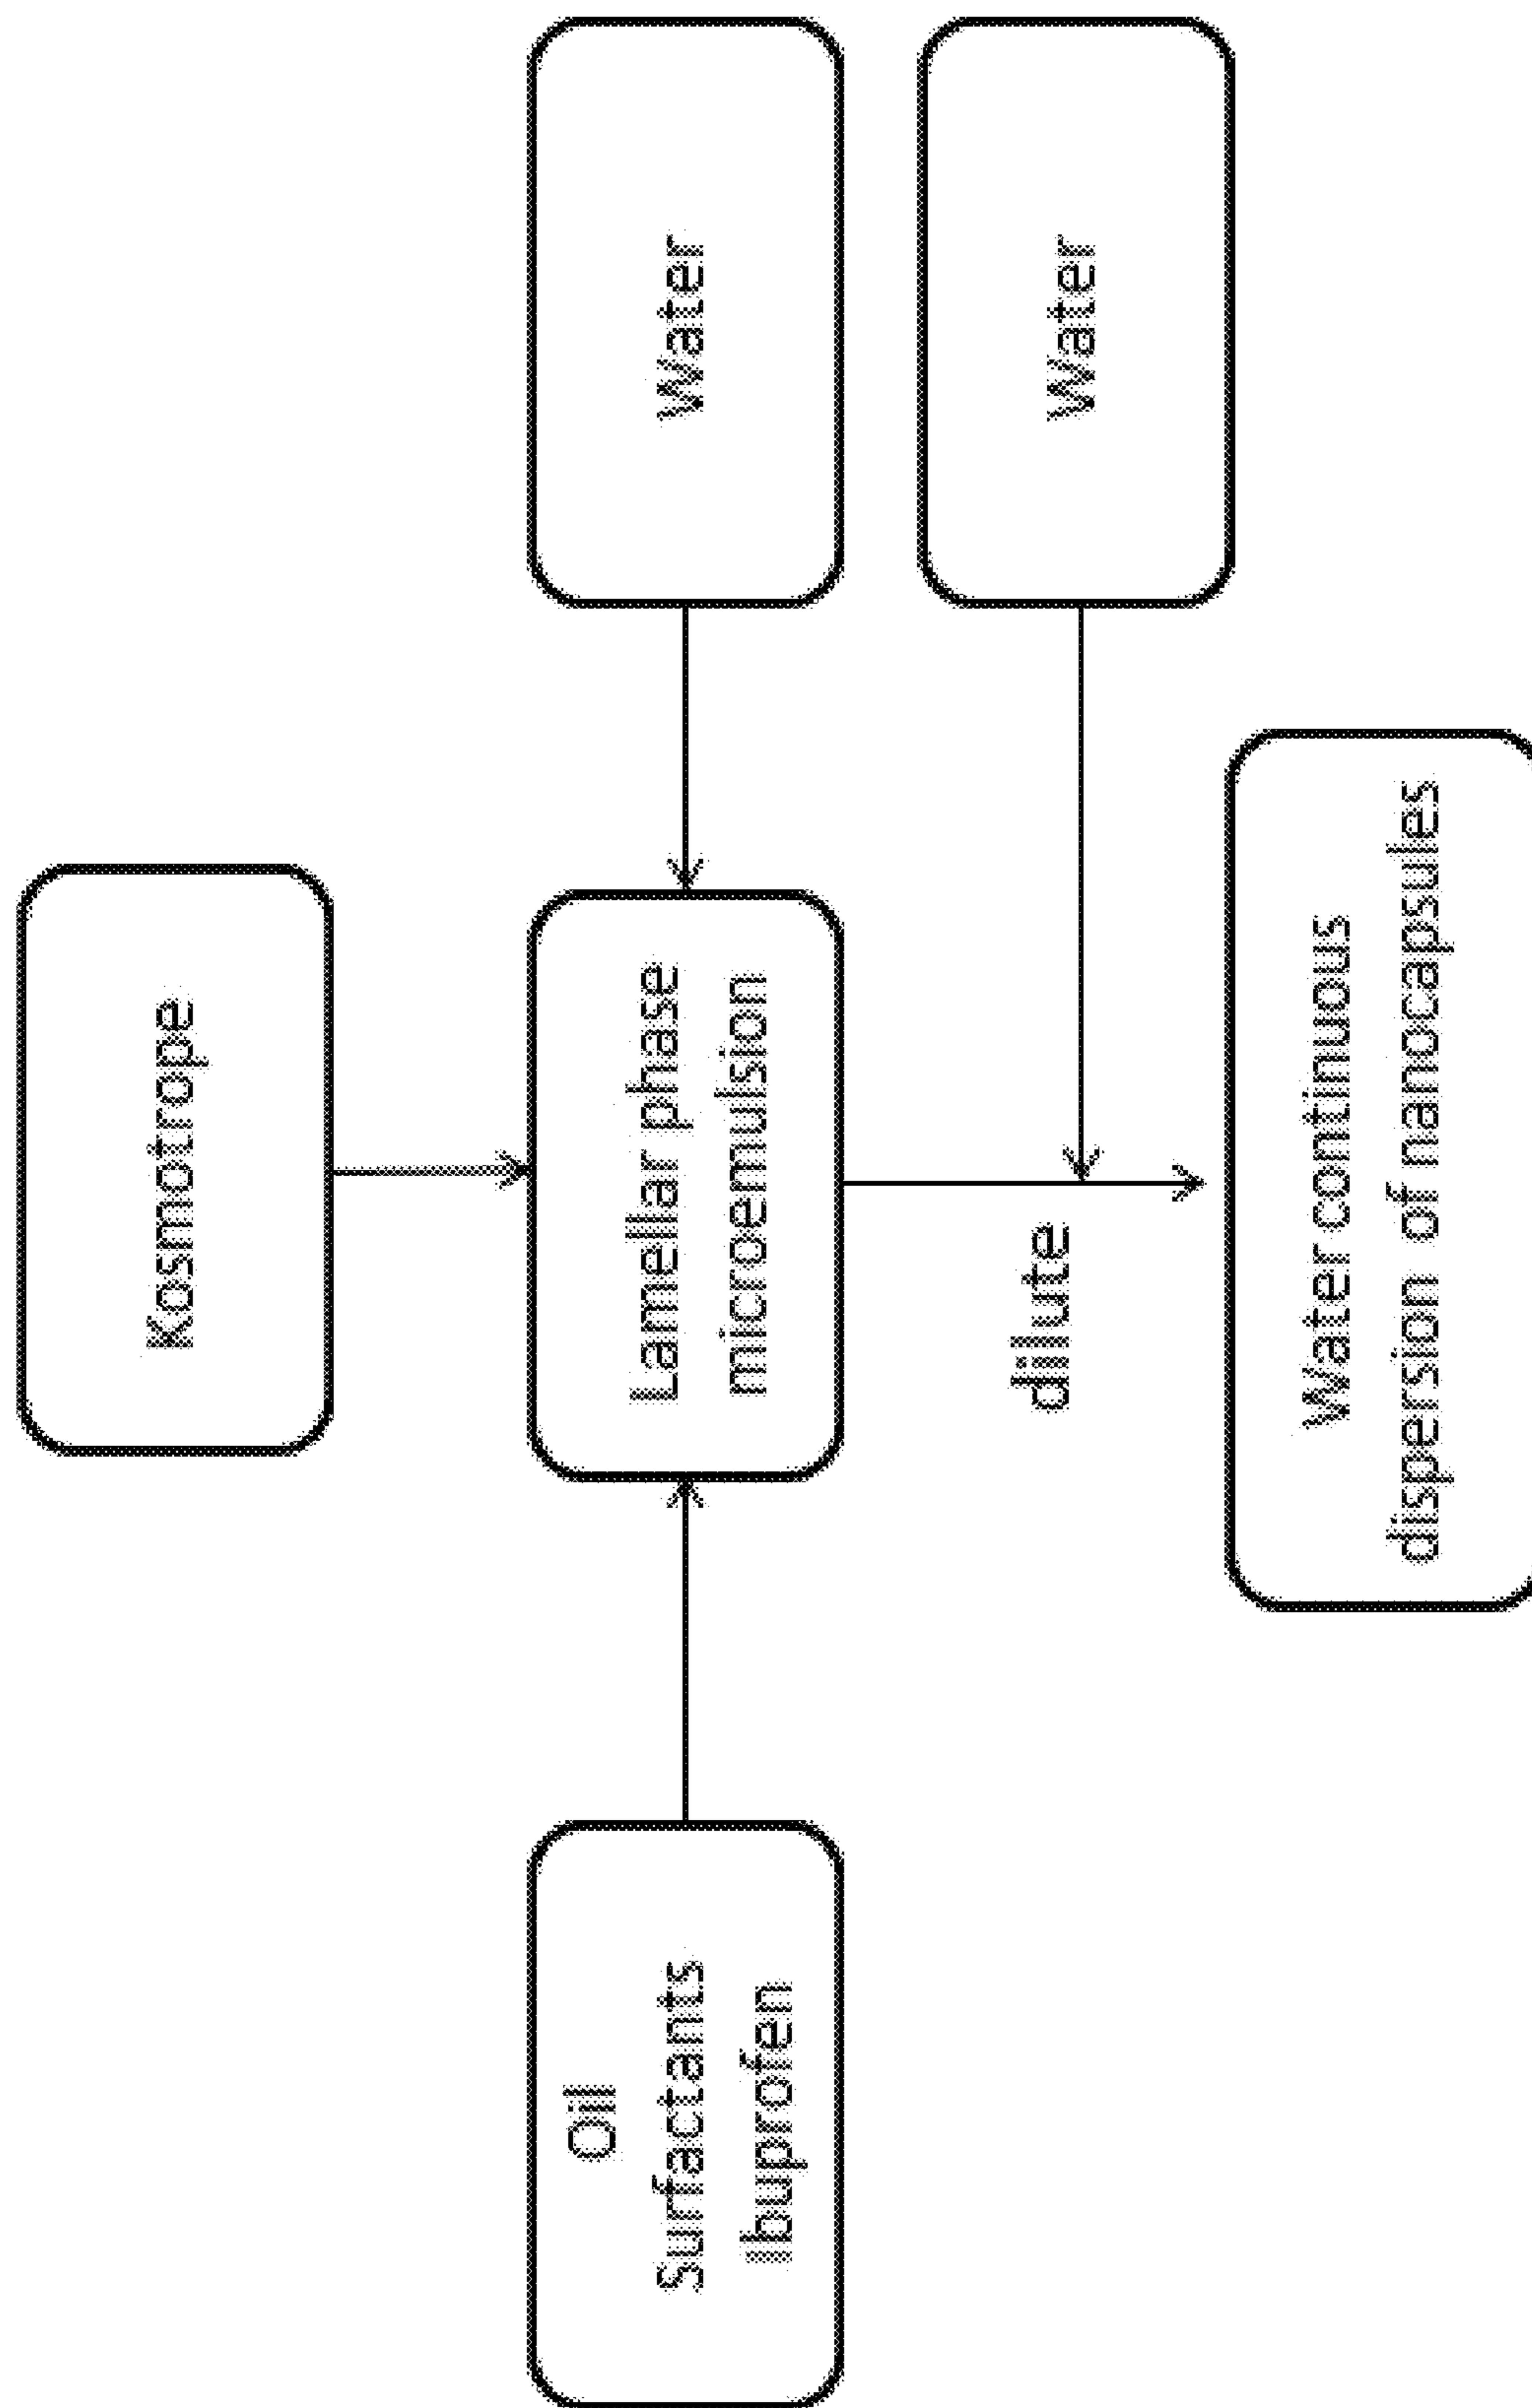 Kosmotrope
Oil
Surfactants
Ibuprofen
Lamellar phase
microemulsion
Water
dilute
Water
Water continuous
dispersion of nanocapsules